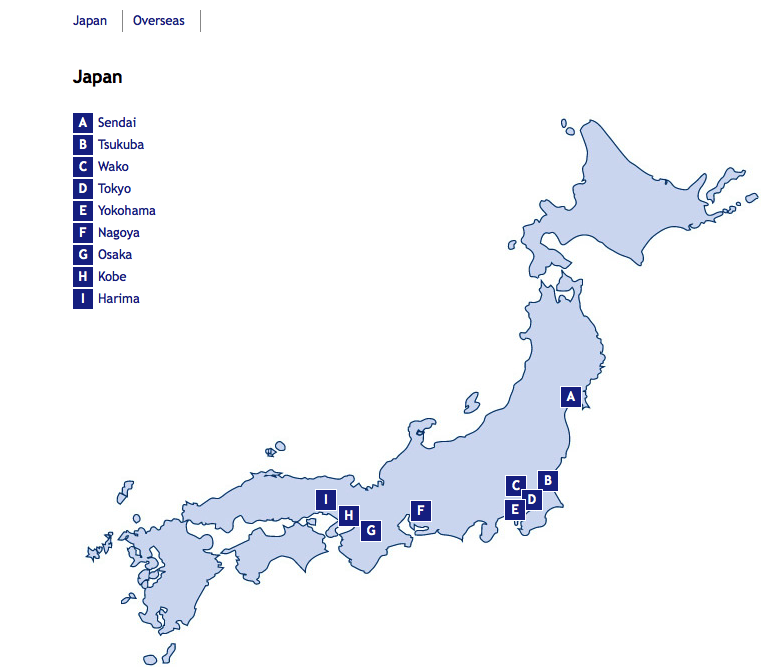 Japan Overseas
Japan
A Sendai
B Tsukuba
C Wako
D Tokyo
E Yokohama
F Nagoya
G Osaka
H Kobe
I Harima
A
B
C
D
E
I
F
H
G